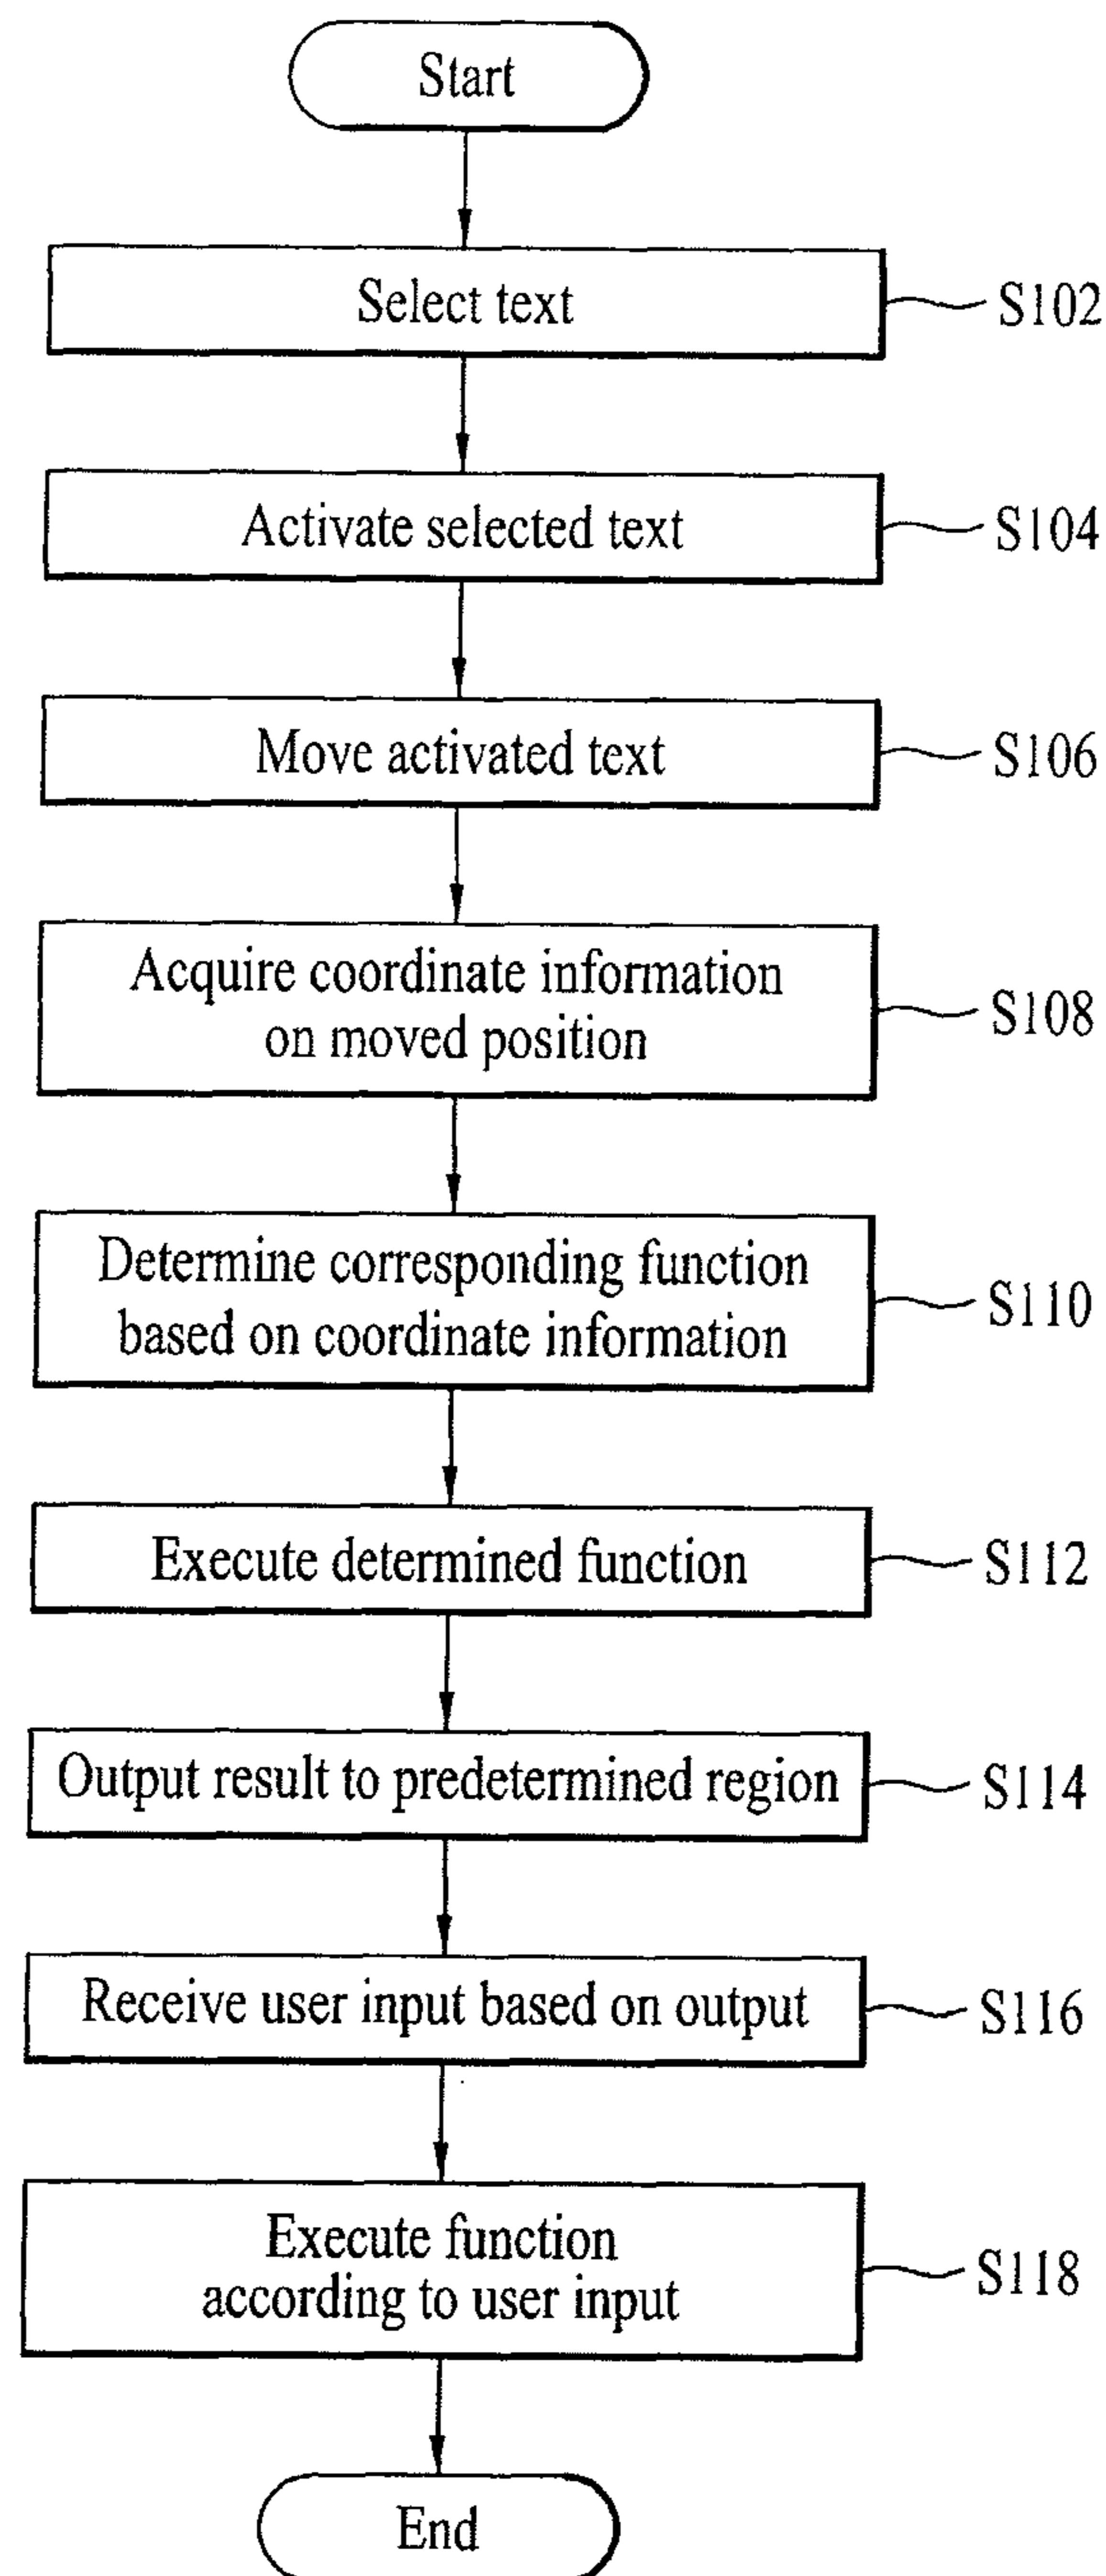 Start
Select text
S102
Activate selected text
S104
Move activated text
S106
Acquire coordinate information
on moved position
S108
Determine corresponding function
based on coordinate information
S110
Execute determined function
S112
Output result to predetermined region
S114
Receive user input based on output
S116
Execute function
according to user input
S118
End